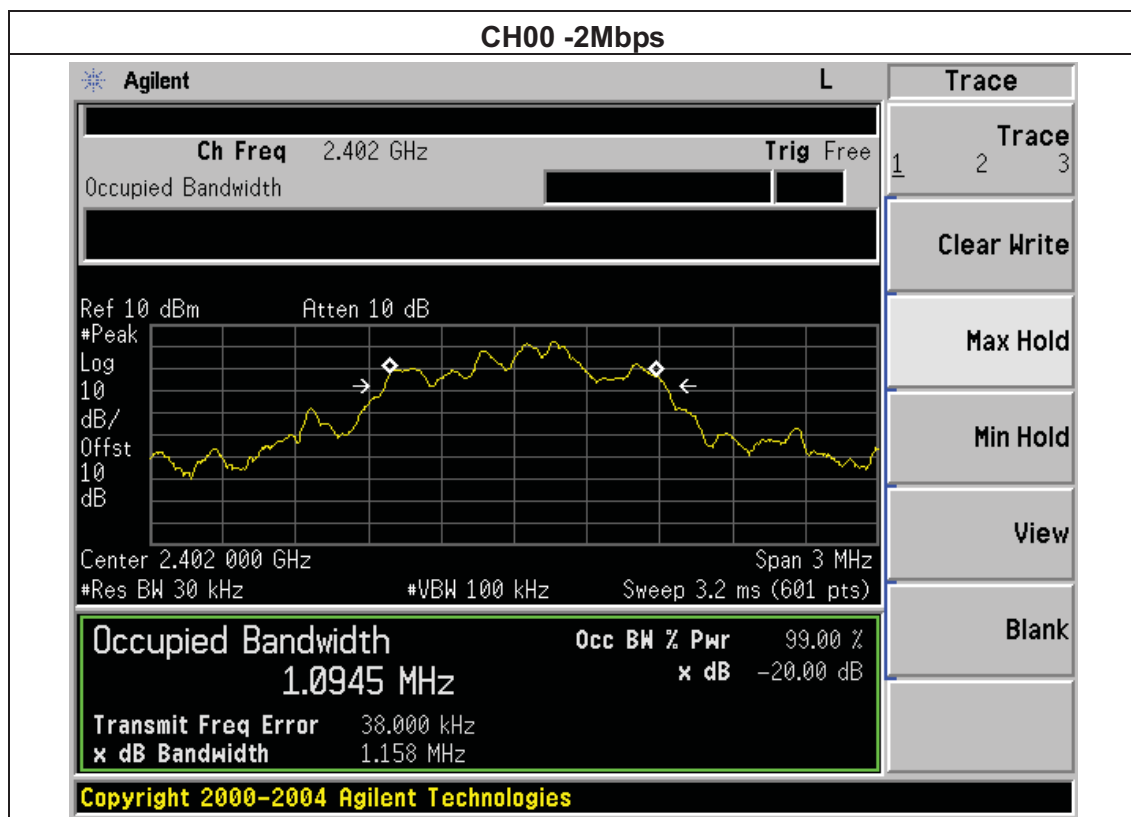 CH00 -2Mbps
Agilent L Trace
Ch Freq 2.402 GHz Trig Free
Occupied Bandwidth
Trace
1 2 3
Clear Write
Max Hold
Min Hold
View
Blank
Ref 10 dBm Atten 10 dB
#Peak
Log
10
dB/
Offst
10
dB
Center 2.402 000 GHz Span 3 MHz
#Res BW 30 kHz #VBW 100 kHz Sweep 3.2 ms (601 pts)
Occupied Bandwidth Occ BW % Pwr 99.00 %
1.0945 MHz x dB -20.00 dB
Transmit Freq Error 38.000 kHz
x dB Bandwidth 1.158 MHz
Copyright 2000-2004 Agilent Technologies